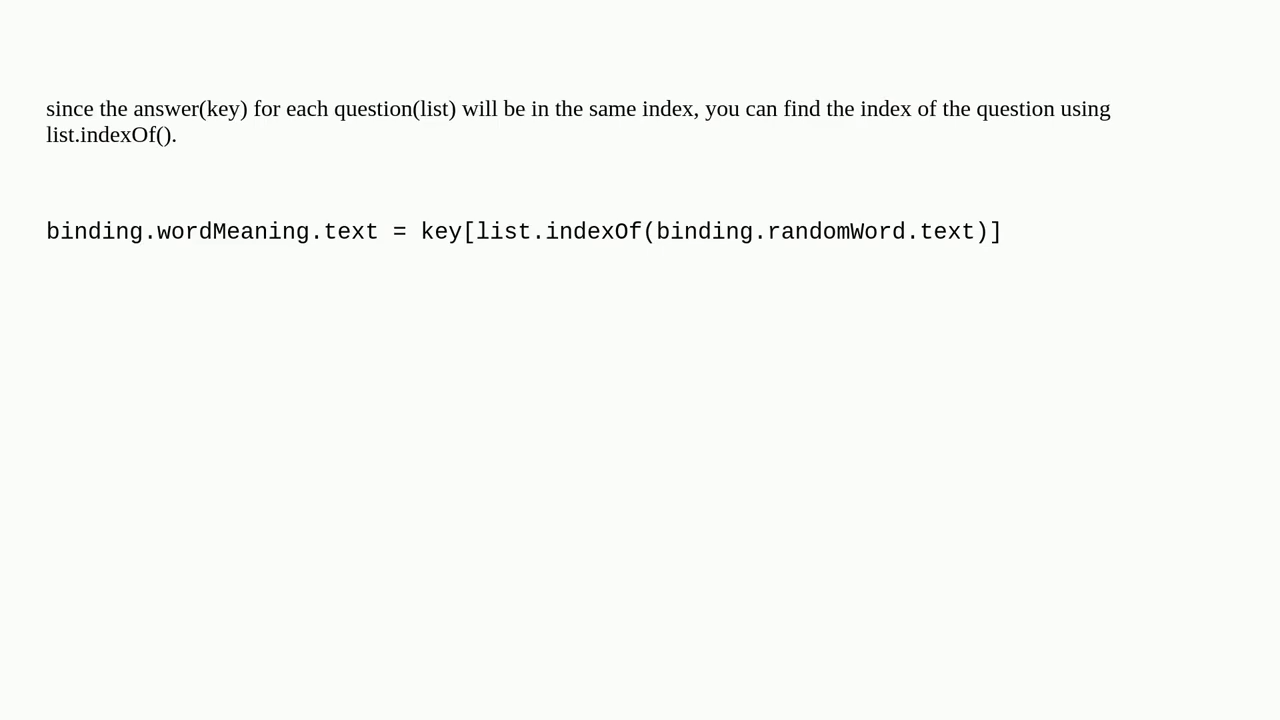 since the answer(key) for each question(list) will be in the same index, you can find the index of the question using
list.indexOf().
binding.wordMeaning.text = key[list.indexOf(binding.randomWord.text)]